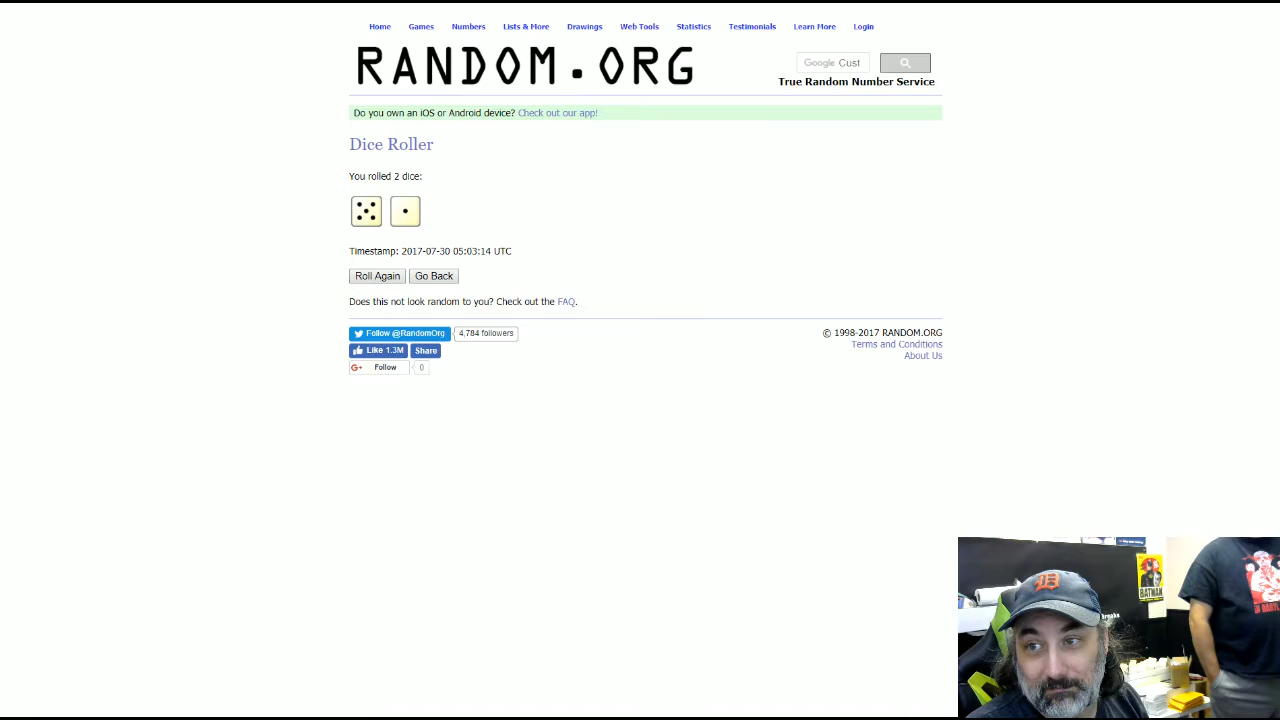 Home Games Numbers Lists & More Drawings Web Tools Statistics Testimonials Learn More Login
RANDOM.ORG
Google Cust
True Random Number Service
Do you own an iOS or Android device? Check out our app!
Dice Roller
You rolled 2 dice:
Timestamp: 2017-07-30 05:03:14 UTC
Roll Again Go Back
Does this not look random to you? Check out the FAQ.
Follow @RandomOrg 4,784 followers
Like 1.3M Share
Follow 0
© 1998-2017 RANDOM.ORG
Terms and Conditions
About Us
BATMAN